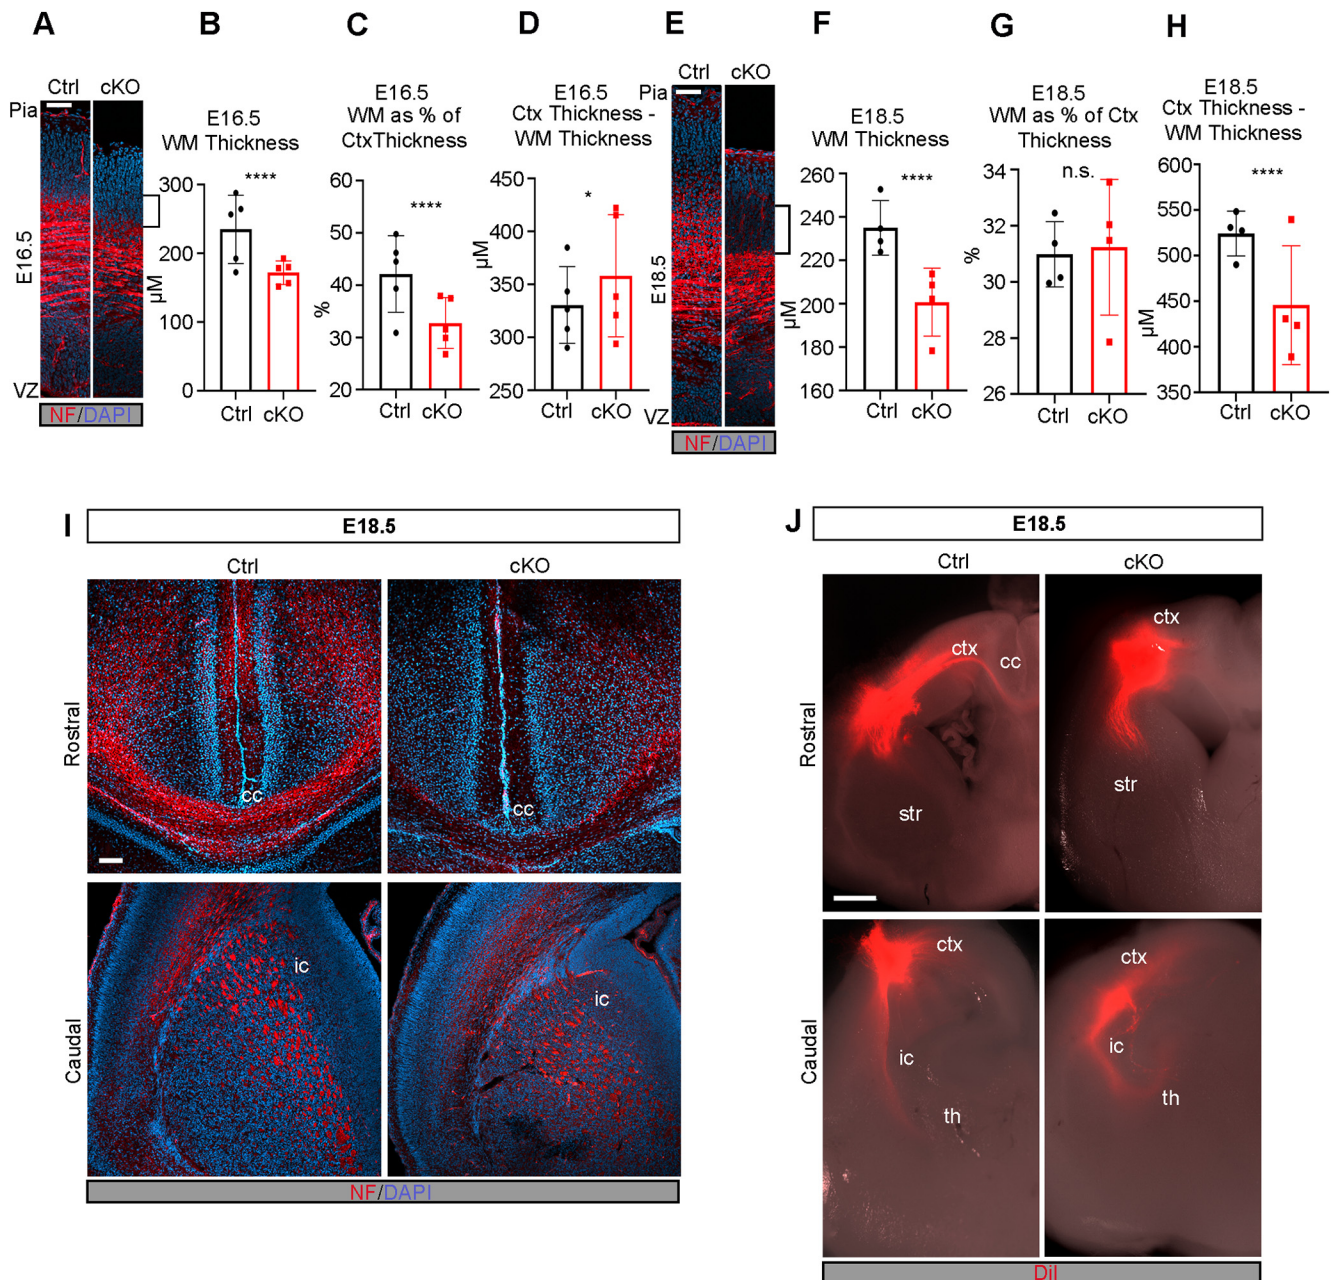 A
B
C
D
E
F
G
H
Ctrl
cKO
Pia
E16.5
VZ
NF/DAPI
E16.5
WM Thickness
300
200
100
0
µM
****
Ctrl
cKO
E16.5
WM as % of
CtxThickness
60
50
40
30
20
%
****
Ctrl
cKO
E16.5
Ctx Thickness -
WM Thickness
450
400
350
300
250
µM
*
Ctrl
cKO
Ctrl
cKO
Pia
E18.5
VZ
NF/DAPI
E18.5
WM Thickness
260
240
220
200
180
160
µM
****
Ctrl
cKO
E18.5
WM as % of Ctx
Thickness
34
32
30
28
26
%
n.s.
Ctrl
cKO
E18.5
Ctx Thickness -
WM Thickness
600
550
500
450
400
350
µM
****
Ctrl
cKO
I
E18.5
Ctrl
cKO
Rostral
cc
cc
Caudal
ic
ic
NF/DAPI
J
E18.5
Ctrl
cKO
Rostral
ctx
cc
str
ctx
str
Caudal
ctx
ic
th
ctx
ic
th
DiI